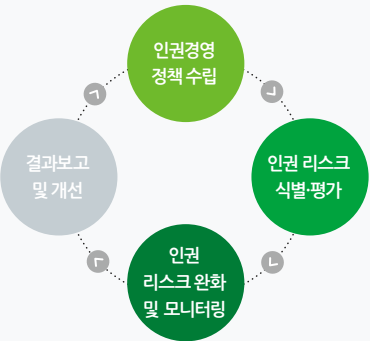 인권경영
정책 수립
인권 리스크
식별·평가
인권
리스크 완화
및 모니터링
결과보고
및 개선